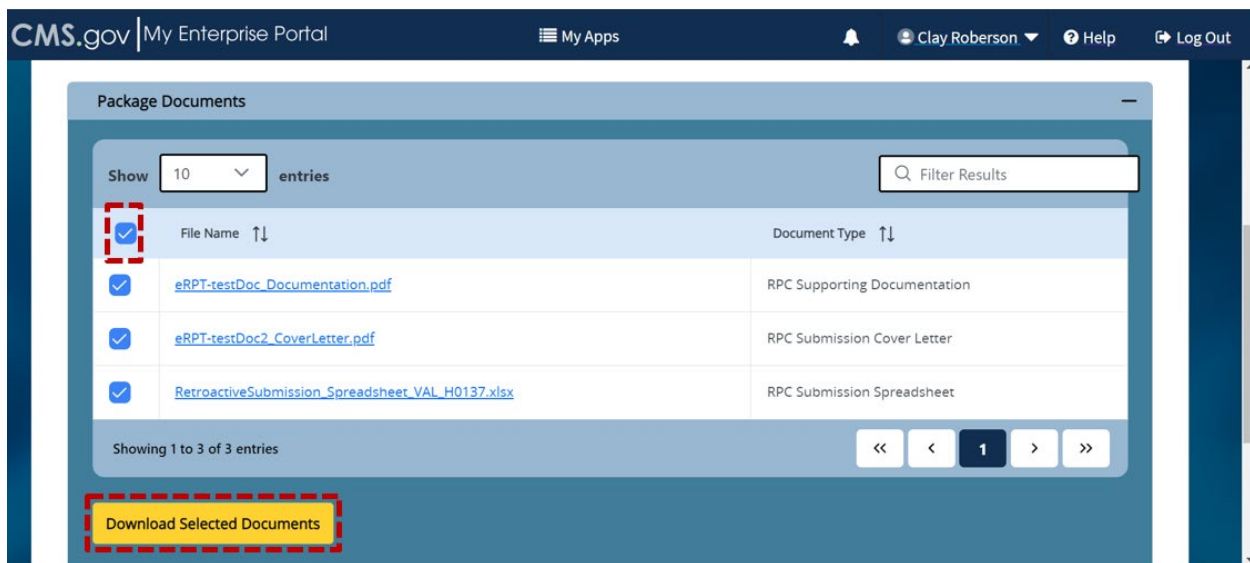 CMS.gov My Enterprise Portal My Apps Clay Roberson Help Log Out
Package Documents
Show 10 entries Filter Results
File Name Document Type
eRPT-testDoc_Documentation.pdf RPC Supporting Documentation
eRPT-testDoc2_CoverLetter.pdf RPC Submission Cover Letter
RetroactiveSubmission_Spreadsheet_VAL_H0137.xlsx RPC Submission Spreadsheet
Showing 1 to 3 of 3 entries « ‹ 1 › »
Download Selected Documents